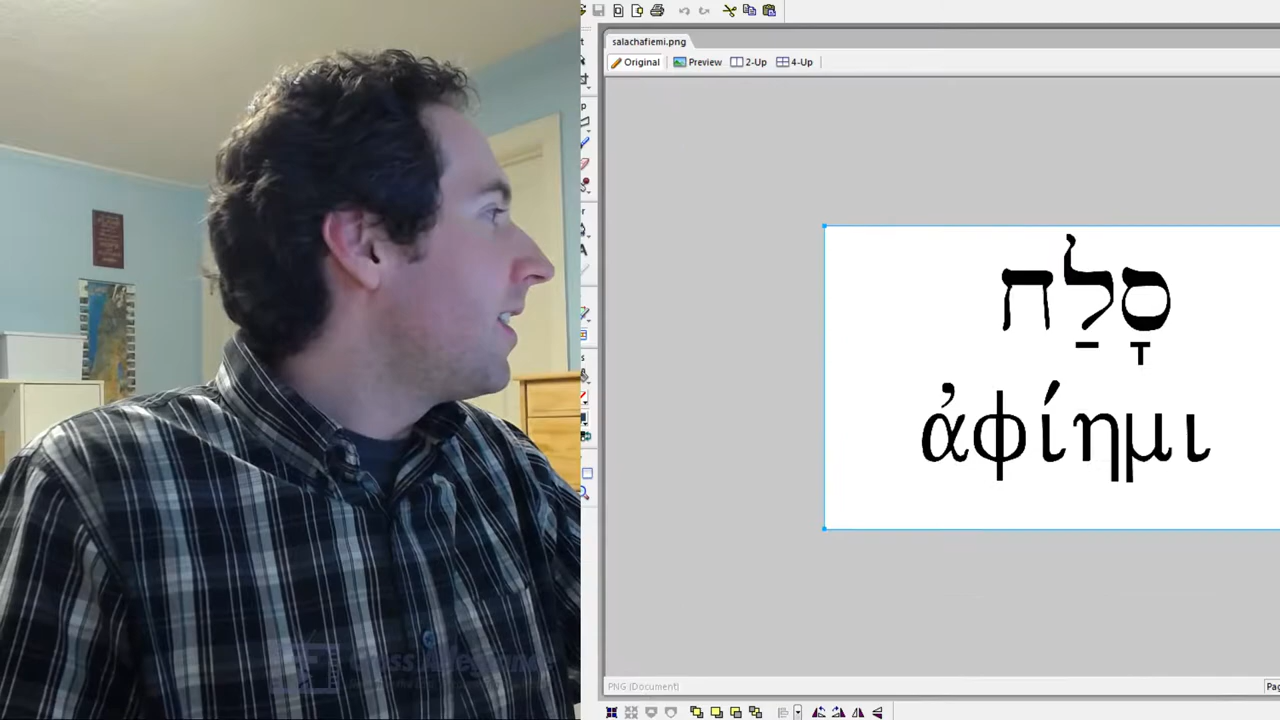 salachafiemi.png
Original Preview 2-Up 4-Up
סָלַח
ἀφίημι
PNG (Document)